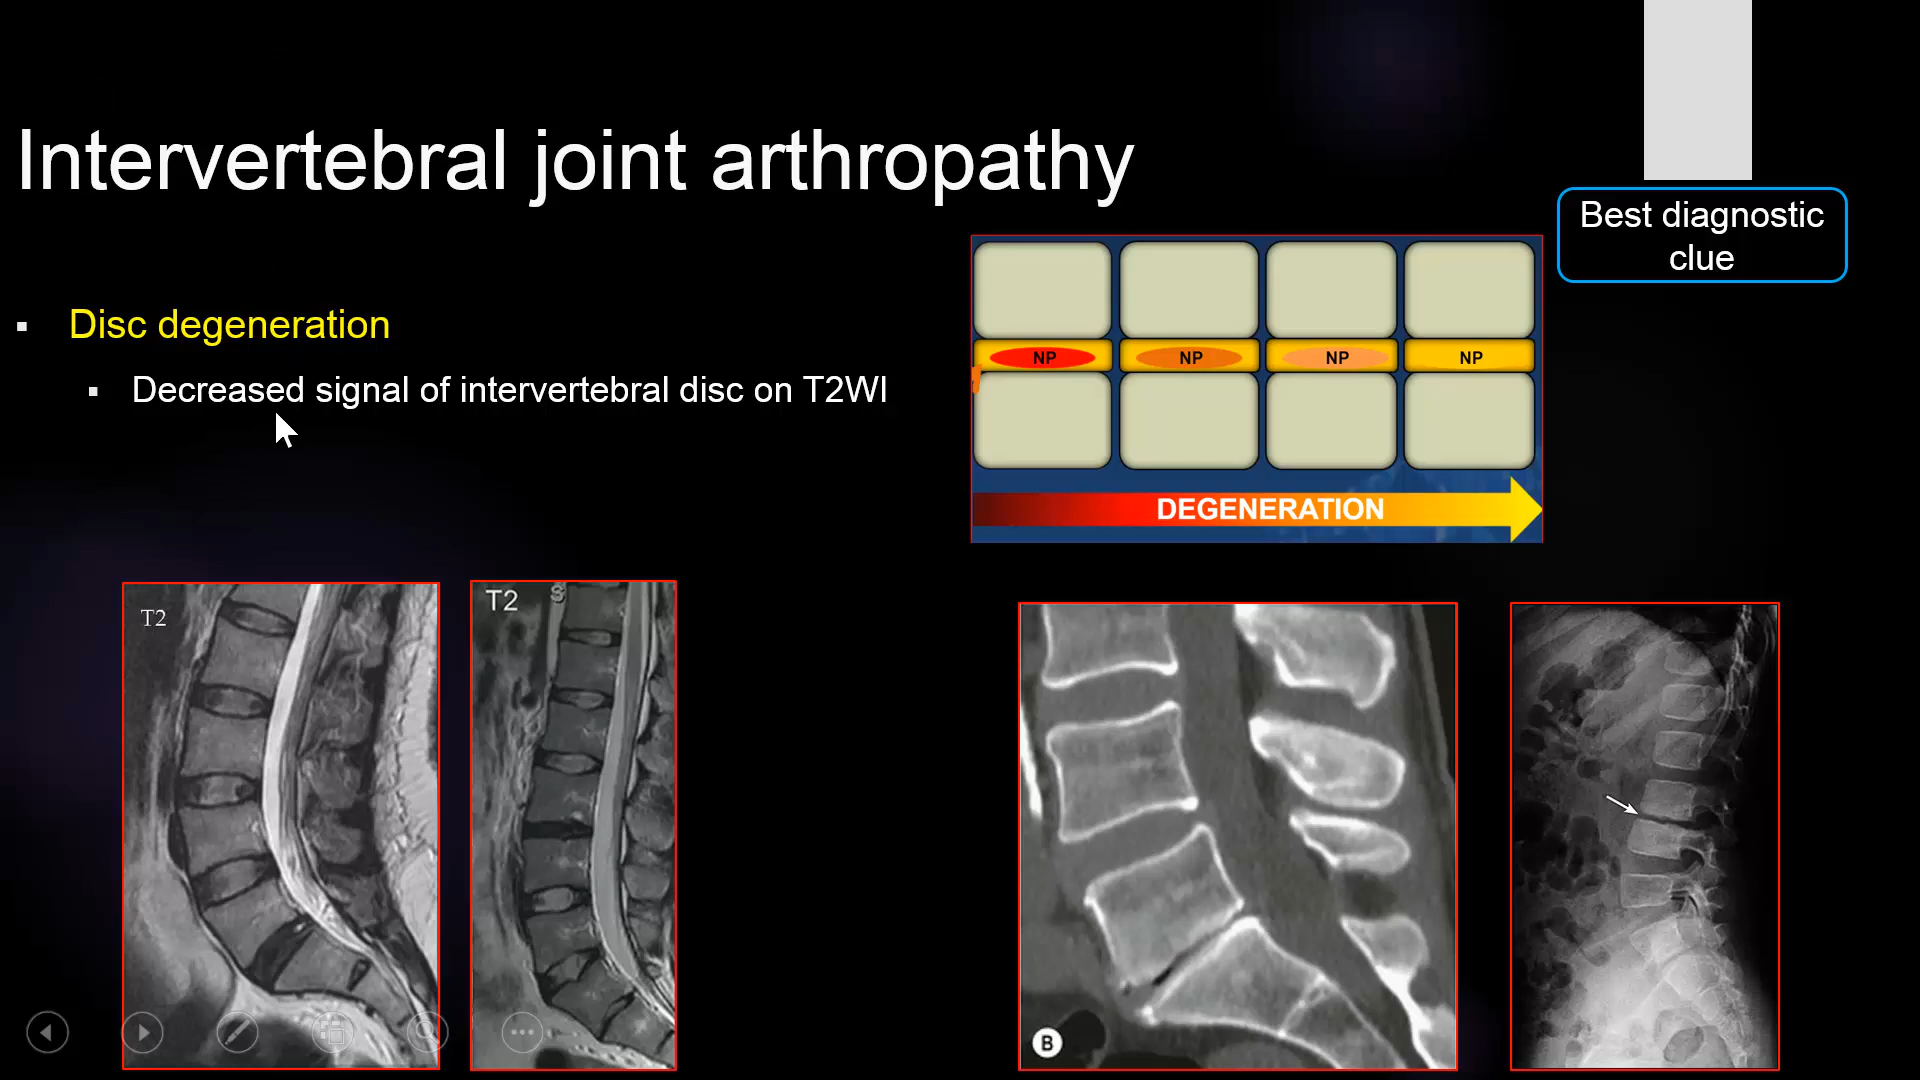 Intervertebral joint arthropathy
Best diagnostic
clue
Disc degeneration
Decreased signal of intervertebral disc on T2WI
NP NP NP NP
DEGENERATION
T2
T2
B